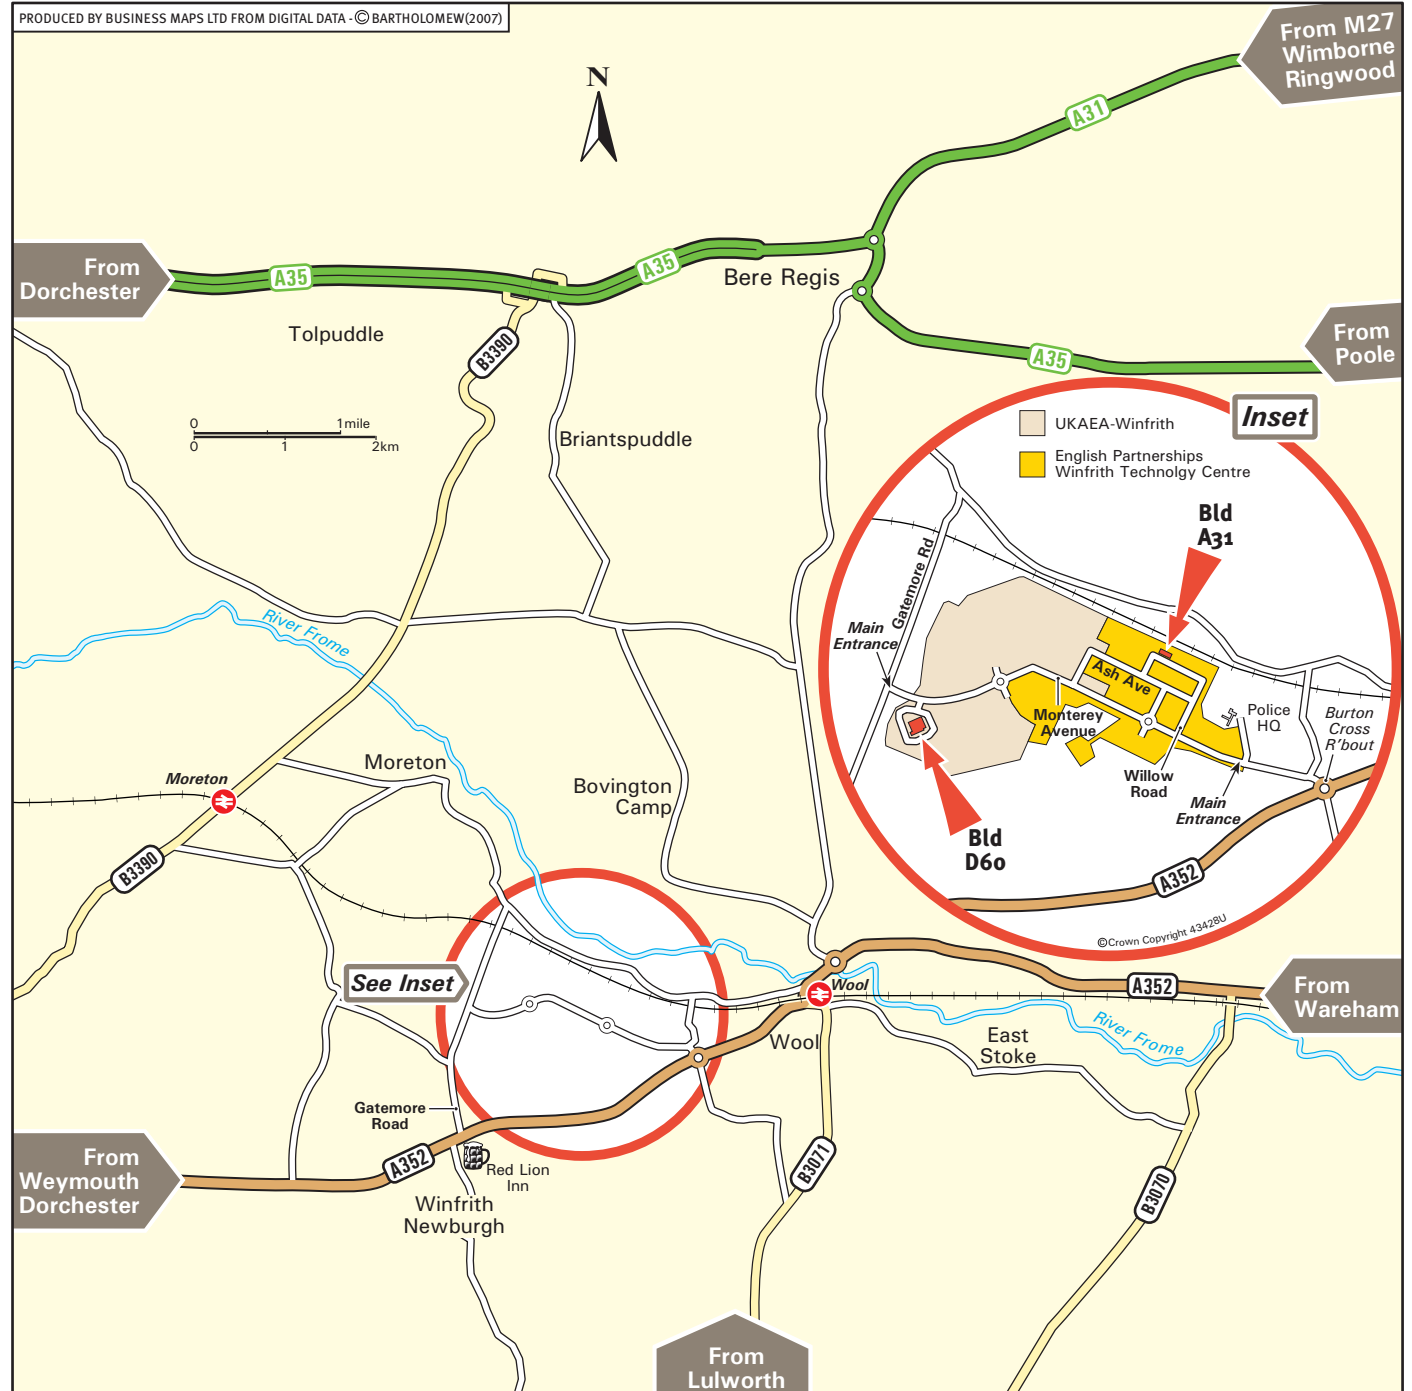 PRODUCED BY BUSINESS MAPS LTD FROM DIGITAL DATA - © BARTHOLOMEW(2007)
From M27
Wimborne
Ringwood
N
A31
From
Dorchester
A35
A35
Bere Regis
Tolpuddle
B3390
A35
From
Poole
0
1mile
0
1
2km
Briantspuddle
Inset
UKAEA-Winfrith
English Partnerships
Winfrith Technolgy Centre
Bld
A31
Gatemore Rd
Main
Entrance
Ash Ave
Monterey
Avenue
Police
HQ
Burton
Cross
R'bout
Willow
Road
Main
Entrance
Bld
D60
A352
©Crown Copyright 43428U
River Frome
Moreton
Moreton
Bovington
Camp
B3390
See Inset
Wool
Wool
A352
From
Wareham
East
Stoke
River Frome
Gatemore
Road
A352
Red Lion
Inn
Winfrith
Newburgh
From
Weymouth
Dorchester
B3071
B3070
From
Lulworth